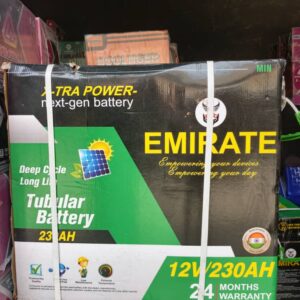 X-TRA POWER-
next-gen battery
MIN
EMIRATE
Empowering your devices
Empowering your day
Deep Cycle
Long Life
Tubular
Battery
230AH
12V/230AH
24 MONTHS
WARRANTY